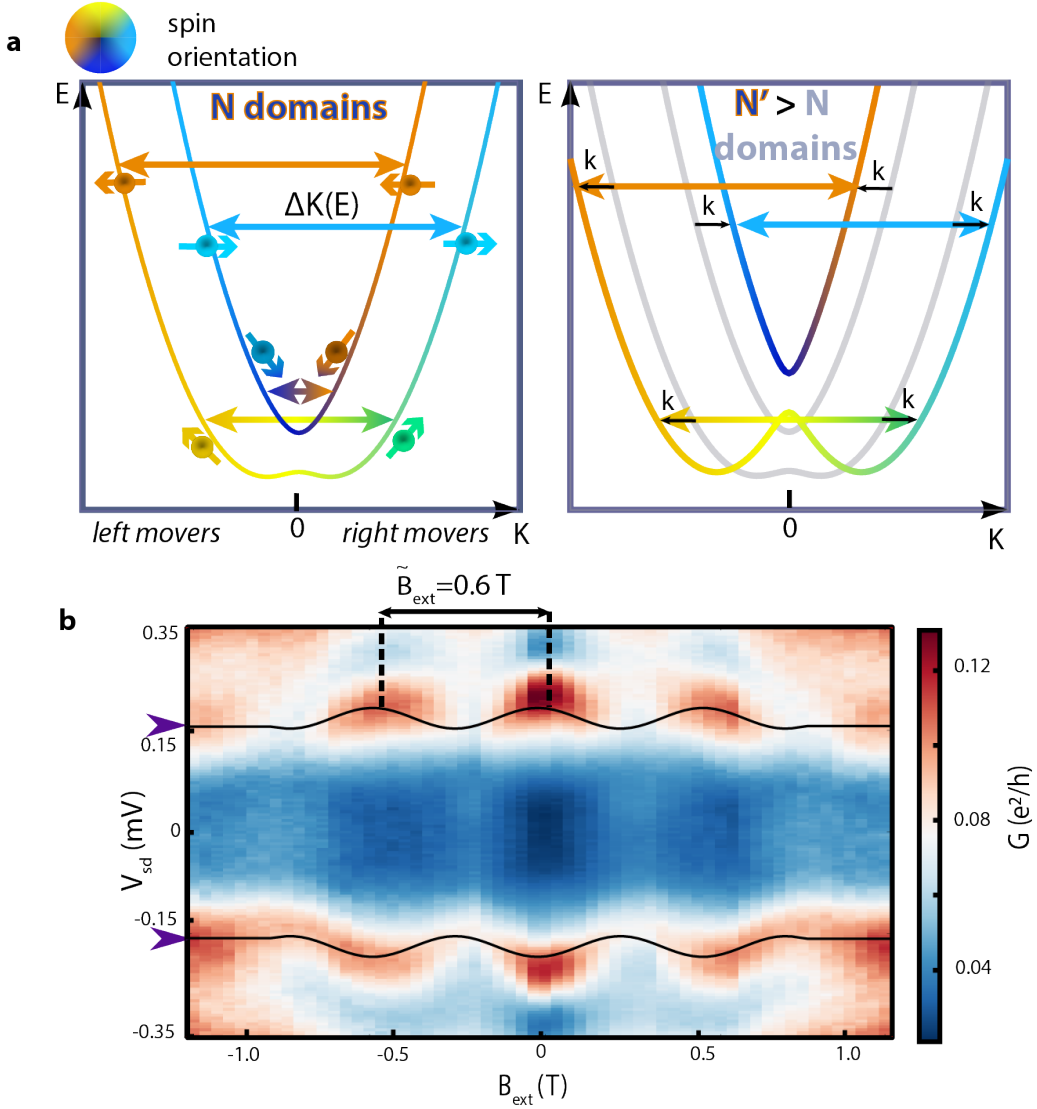 a
spin
orientation
E
N domains
ΔK(E)
0
left movers
right movers
K
E
N' > N
domains
k
k
k
k
k
k
0
K
b
B̃ext=0.6 T
0.35
0.15
0
-0.15
-0.35
Vsd (mV)
-1.0
-0.5
0
0.5
1.0
Bext (T)
0.12
0.08
0.04
G (e²/h)